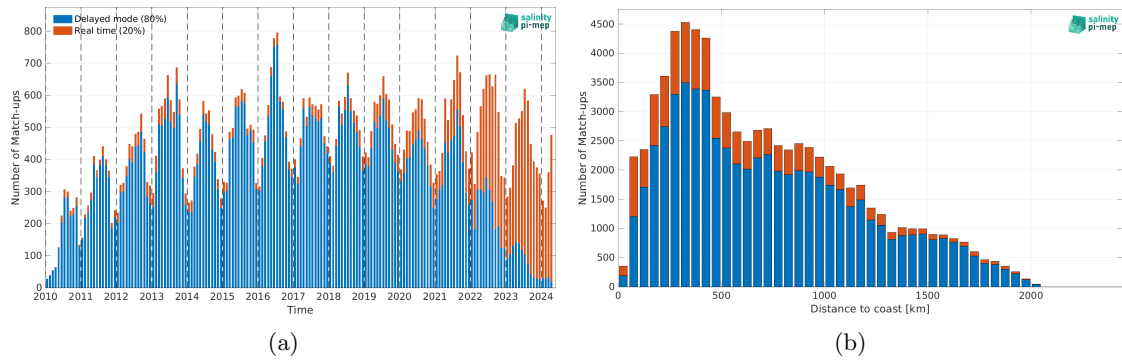 Delayed mode (80%)
Real time (20%)
salinity
pi-mep
800
700
600
500
400
300
200
100
0
Number of Match-ups
2010 2011 2012 2013 2014 2015 2016 2017 2018 2019 2020 2021 2022 2023 2024
Time
(a)
salinity
pi-mep
4500
4000
3500
3000
2500
2000
1500
1000
500
0
Number of Match-ups
0 500 1000 1500 2000
Distance to coast [km]
(b)